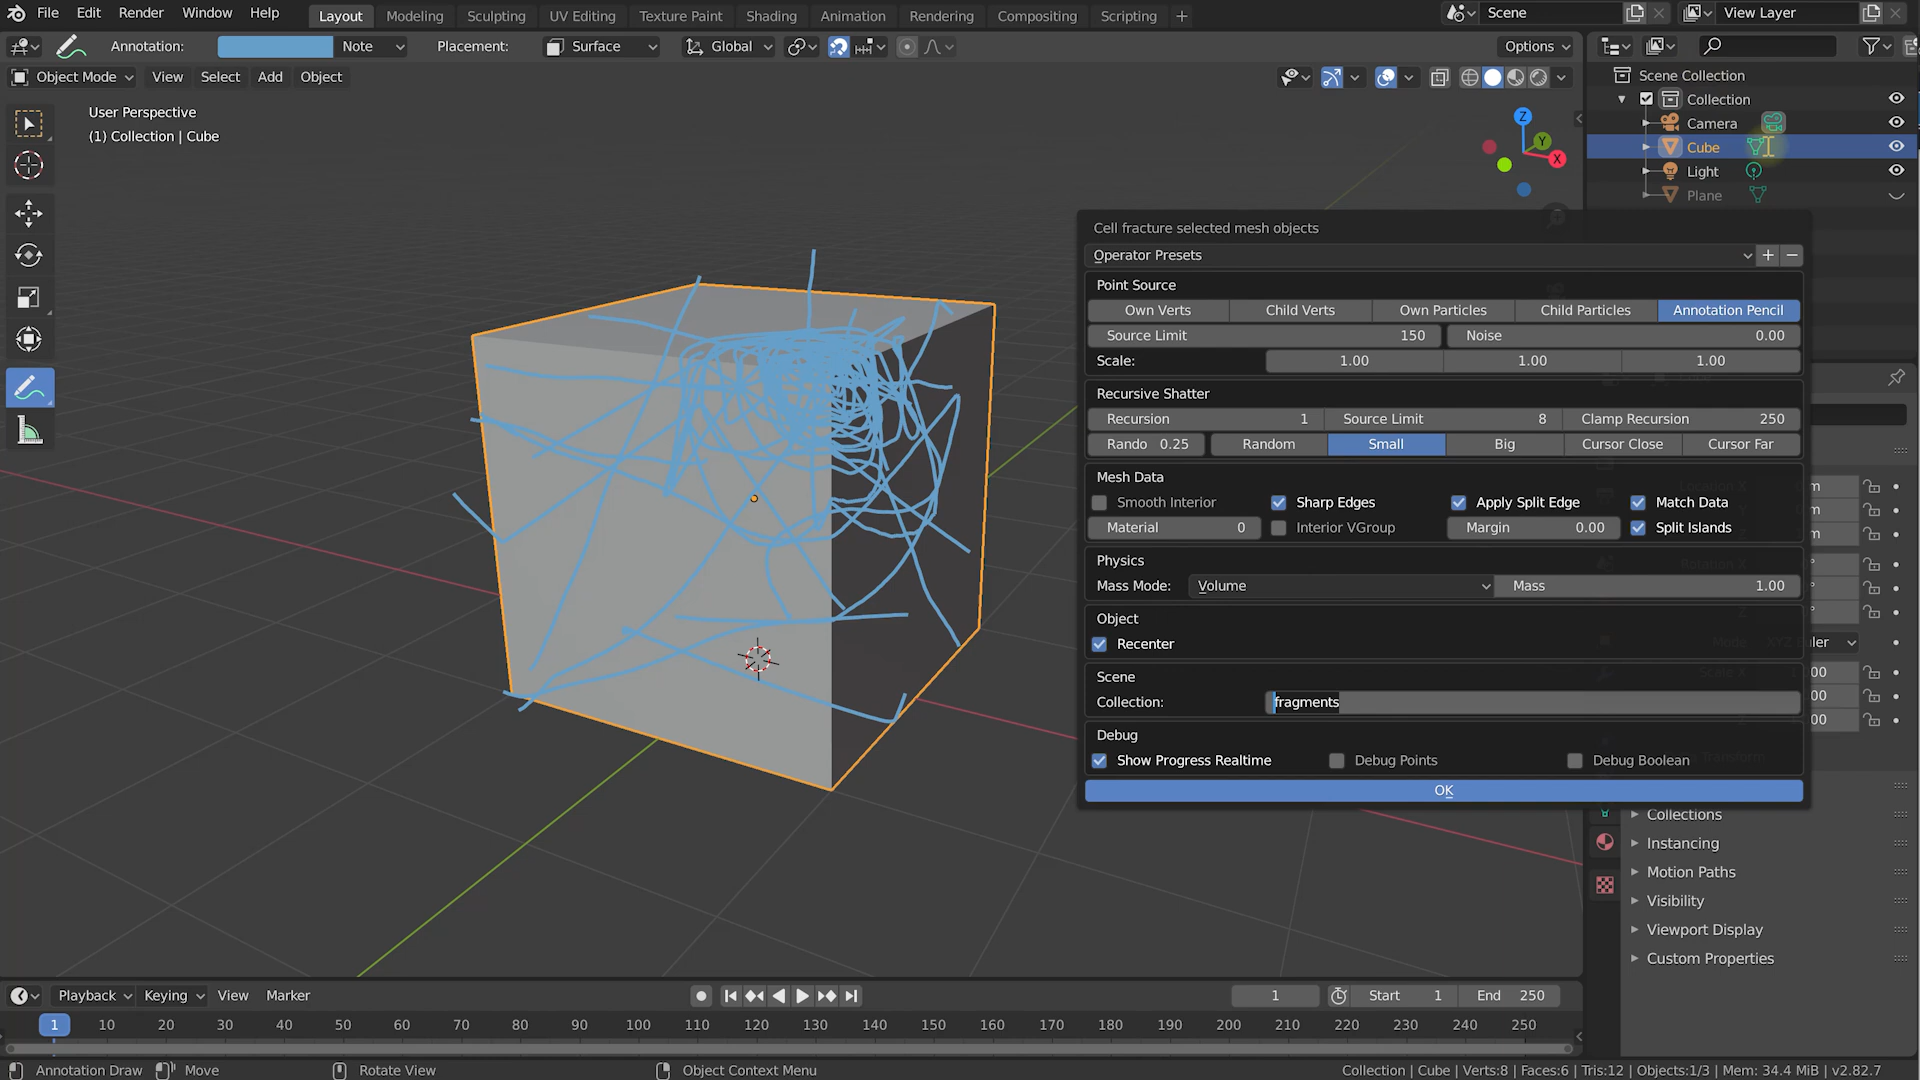 File Edit Render Window Help Layout Modeling Sculpting UV Editing Texture Paint Shading Animation Rendering Compositing Scripting + Scene View Layer
Annotation: Note Placement: Surface Global Options
Object Mode View Select Add Object
User Perspective
(1) Collection | Cube
Z
Y
X
Scene Collection
Collection
Camera
Cube
Light
Plane
Cell fracture selected mesh objects
Operator Presets
Point Source
Own Verts Child Verts Own Particles Child Particles Annotation Pencil
Source Limit 150 Noise 0.00
Scale: 1.00 1.00 1.00
Recursive Shatter
Recursion 1 Source Limit 8 Clamp Recursion 250
Rando 0.25 Random Small Big Cursor Close Cursor Far
Mesh Data
Smooth Interior Sharp Edges Apply Split Edge Match Data
Material 0 Interior VGroup Margin 0.00 Split Islands
Physics
Mass Mode: Volume Mass 1.00
Object
Recenter
Scene
Collection: fragments
Debug
Show Progress Realtime Debug Points Debug Boolean
OK
Collections
Instancing
Motion Paths
Visibility
Viewport Display
Custom Properties
Playback Keying View Marker 1 Start 1 End 250
1 10 20 30 40 50 60 70 80 90 100 110 120 130 140 150 160 170 180 190 200 210 220 230 240 250
Annotation Draw Move Rotate View Object Context Menu Collection | Cube | Verts:8 | Faces:6 | Tris:12 | Objects:1/3 | Mem: 34.4 MiB | v2.82.7